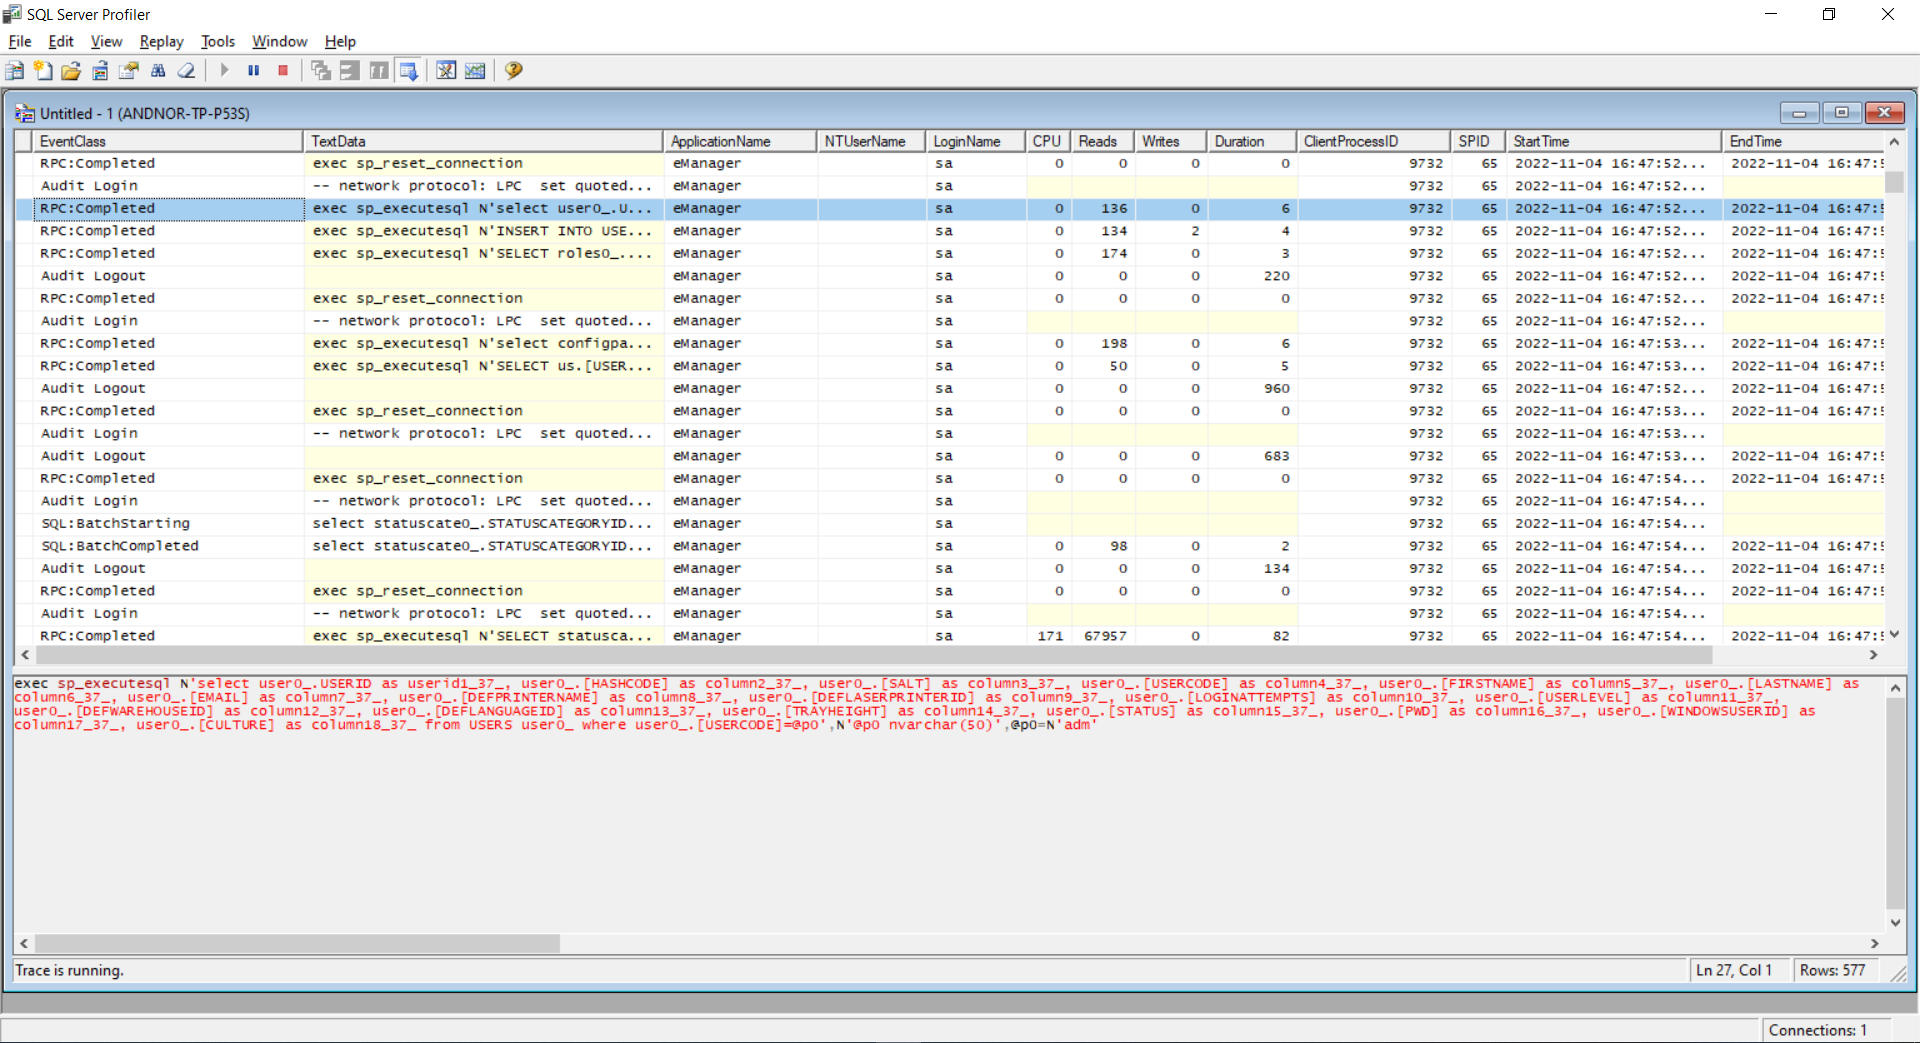 SQL Server Profiler
File Edit View Replay Tools Window Help
Untitled - 1 (ANDNOR-TP-P53S)
EventClass TextData ApplicationName NTUserName LoginName CPU Reads Writes Duration ClientProcessID SPID StartTime EndTime
RPC:Completed exec sp_reset_connection eManager sa 0 0 0 0 9732 65 2022-11-04 16:47:52... 2022-11-04 16:47:5
Audit Login -- network protocol: LPC set quoted... eManager sa 9732 65 2022-11-04 16:47:52...
RPC:Completed exec sp_executesql N'select user0_.U... eManager sa 0 136 0 6 9732 65 2022-11-04 16:47:52... 2022-11-04 16:47:5
RPC:Completed exec sp_executesql N'INSERT INTO USE... eManager sa 0 134 2 4 9732 65 2022-11-04 16:47:52... 2022-11-04 16:47:5
RPC:Completed exec sp_executesql N'SELECT roles0_.... eManager sa 0 174 0 3 9732 65 2022-11-04 16:47:52... 2022-11-04 16:47:5
Audit Logout eManager sa 0 0 0 220 9732 65 2022-11-04 16:47:52... 2022-11-04 16:47:5
RPC:Completed exec sp_reset_connection eManager sa 0 0 0 0 9732 65 2022-11-04 16:47:52... 2022-11-04 16:47:5
Audit Login -- network protocol: LPC set quoted... eManager sa 9732 65 2022-11-04 16:47:52...
RPC:Completed exec sp_executesql N'select configpa... eManager sa 0 198 0 6 9732 65 2022-11-04 16:47:53... 2022-11-04 16:47:5
RPC:Completed exec sp_executesql N'SELECT us.[USER... eManager sa 0 50 0 5 9732 65 2022-11-04 16:47:53... 2022-11-04 16:47:5
Audit Logout eManager sa 0 0 0 960 9732 65 2022-11-04 16:47:52... 2022-11-04 16:47:5
RPC:Completed exec sp_reset_connection eManager sa 0 0 0 0 9732 65 2022-11-04 16:47:53... 2022-11-04 16:47:5
Audit Login -- network protocol: LPC set quoted... eManager sa 9732 65 2022-11-04 16:47:53...
Audit Logout eManager sa 0 0 0 683 9732 65 2022-11-04 16:47:53... 2022-11-04 16:47:5
RPC:Completed exec sp_reset_connection eManager sa 0 0 0 0 9732 65 2022-11-04 16:47:54... 2022-11-04 16:47:5
Audit Login -- network protocol: LPC set quoted... eManager sa 9732 65 2022-11-04 16:47:54...
SQL:BatchStarting select statuscate0_.STATUSCATEGORYID... eManager sa 9732 65 2022-11-04 16:47:54...
SQL:BatchCompleted select statuscate0_.STATUSCATEGORYID... eManager sa 0 98 0 2 9732 65 2022-11-04 16:47:54... 2022-11-04 16:47:5
Audit Logout eManager sa 0 0 0 134 9732 65 2022-11-04 16:47:54... 2022-11-04 16:47:5
RPC:Completed exec sp_reset_connection eManager sa 0 0 0 0 9732 65 2022-11-04 16:47:54... 2022-11-04 16:47:5
Audit Login -- network protocol: LPC set quoted... eManager sa 9732 65 2022-11-04 16:47:54...
RPC:Completed exec sp_executesql N'SELECT statusca... eManager sa 171 67957 0 82 9732 65 2022-11-04 16:47:54... 2022-11-04 16:47:5
exec sp_executesql N'select user0_.USERID as userid1_37_, user0_.[HASHCODE] as column2_37_, user0_.[SALT] as column3_37_, user0_.[USERCODE] as column4_37_, user0_.[FIRSTNAME] as column5_37_, user0_.[LASTNAME] as
column6_37_, user0_.[EMAIL] as column7_37_, user0_.[DEFPRINTERNAME] as column8_37_, user0_.[DEFLASERPRINTERID] as column9_37_, user0_.[LOGINATTEMPTS] as column10_37_, user0_.[USERLEVEL] as column11_37_,
user0_.[DEFWAREHOUSEID] as column12_37_, user0_.[DEFLANGUAGEID] as column13_37_, user0_.[TRAYHEIGHT] as column14_37_, user0_.[STATUS] as column15_37_, user0_.[PWD] as column16_37_, user0_.[WINDOWSUSERID] as
column17_37_, user0_.[CULTURE] as column18_37_ from USERS user0_ where user0_.[USERCODE]=@p0',N'@p0 nvarchar(50)',@p0=N'adm'
Trace is running. Ln 27, Col 1 Rows: 577
Connections: 1